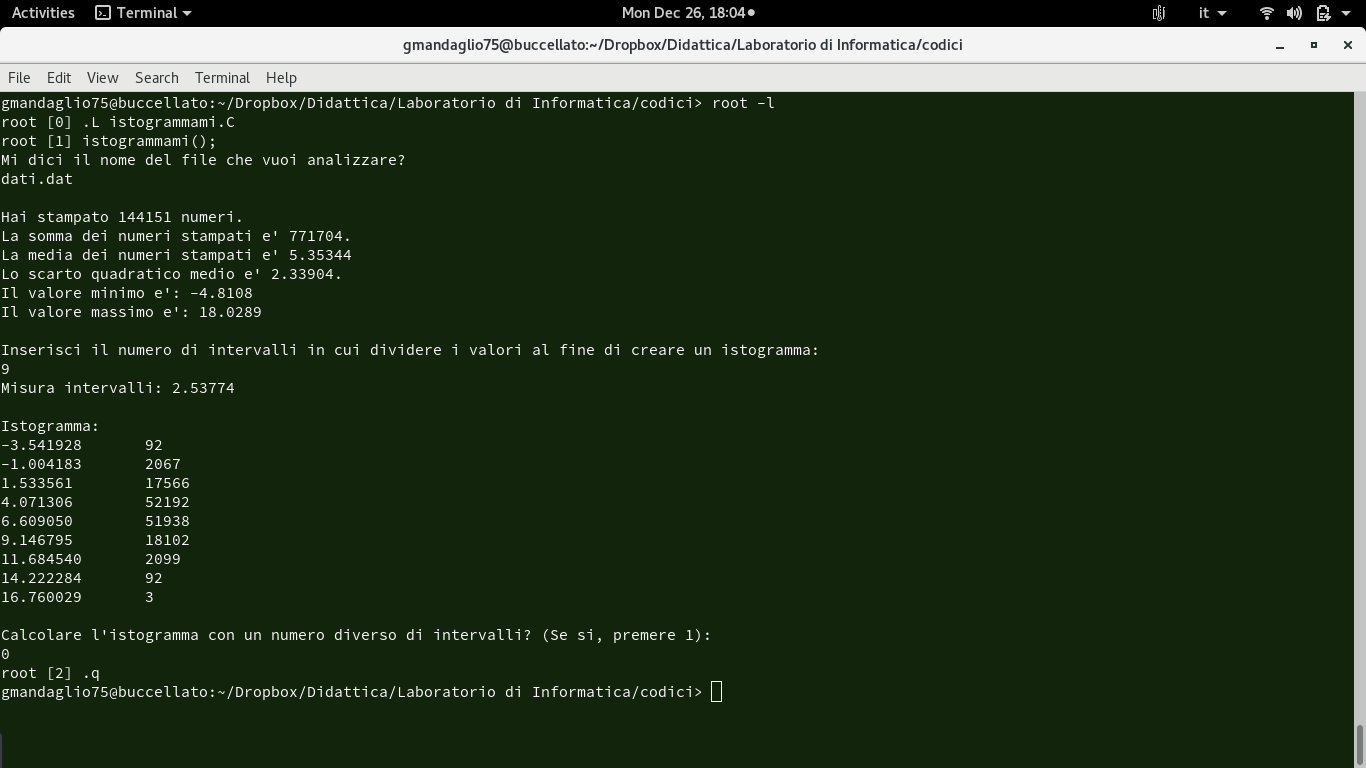 Activities Terminal Mon Dec 26, 18:04 it
gmandaglio75@buccellato:~/Dropbox/Didattica/Laboratorio di Informatica/codici
File Edit View Search Terminal Help
gmandaglio75@buccellato:~/Dropbox/Didattica/Laboratorio di Informatica/codici> root -l
root [0] .L istogrammami.C
root [1] istogrammami();
Mi dici il nome del file che vuoi analizzare?
dati.dat
Hai stampato 144151 numeri.
La somma dei numeri stampati e' 771704.
La media dei numeri stampati e' 5.35344
Lo scarto quadratico medio e' 2.33904.
Il valore minimo e': -4.8108
Il valore massimo e': 18.0289
Inserisci il numero di intervalli in cui dividere i valori al fine di creare un istogramma:
9
Misura intervalli: 2.53774
Istogramma:
-3.541928 92
-1.004183 2067
1.533561 17566
4.071306 52192
6.609050 51938
9.146795 18102
11.684540 2099
14.222284 92
16.760029 3
Calcolare l'istogramma con un numero diverso di intervalli? (Se si, premere 1):
0
root [2] .q
gmandaglio75@buccellato:~/Dropbox/Didattica/Laboratorio di Informatica/codici>